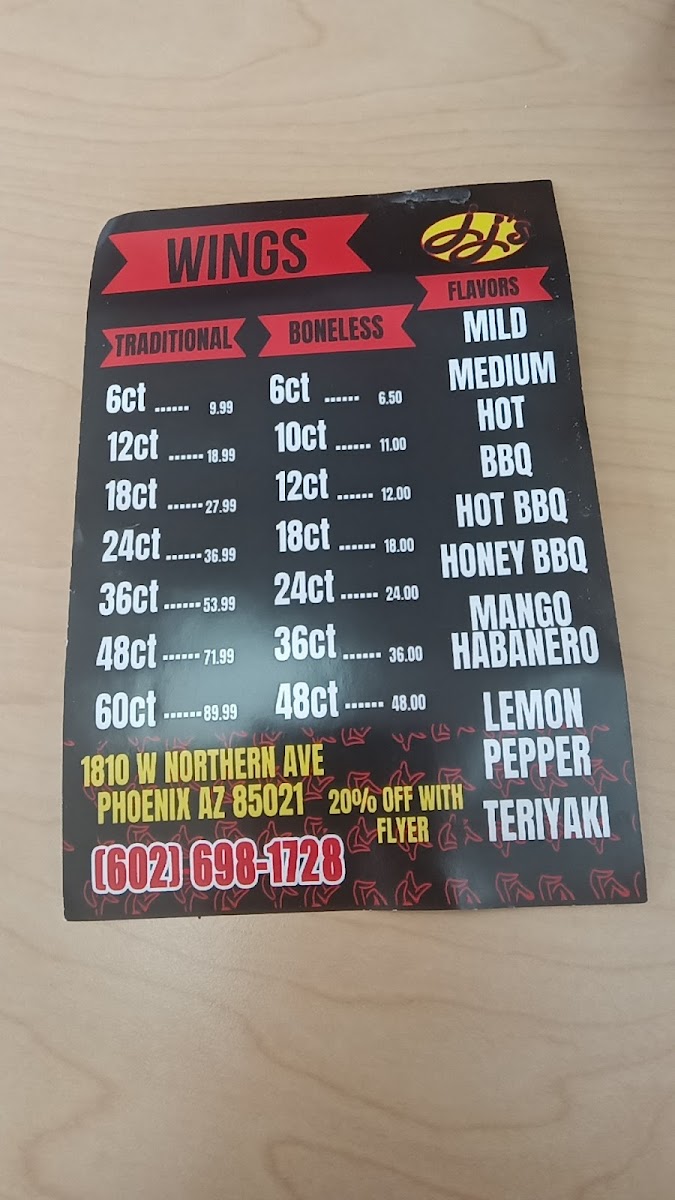 WINGS
JJ's
TRADITIONAL
6ct ...... 9.99
12ct ...... 18.99
18ct ...... 27.99
24ct ...... 36.99
36ct ...... 53.99
48ct ...... 71.99
60ct ...... 89.99
BONELESS
6ct ...... 6.50
10ct ...... 11.00
12ct ...... 12.00
18ct ...... 18.00
24ct ...... 24.00
36ct ...... 36.00
48ct ...... 48.00
FLAVORS
MILD
MEDIUM
HOT
BBQ
HOT BBQ
HONEY BBQ
MANGO
HABANERO
LEMON
PEPPER
TERIYAKI
1810 W NORTHERN AVE
PHOENIX AZ 85021
20% OFF WITH
FLYER
(602) 698-1728